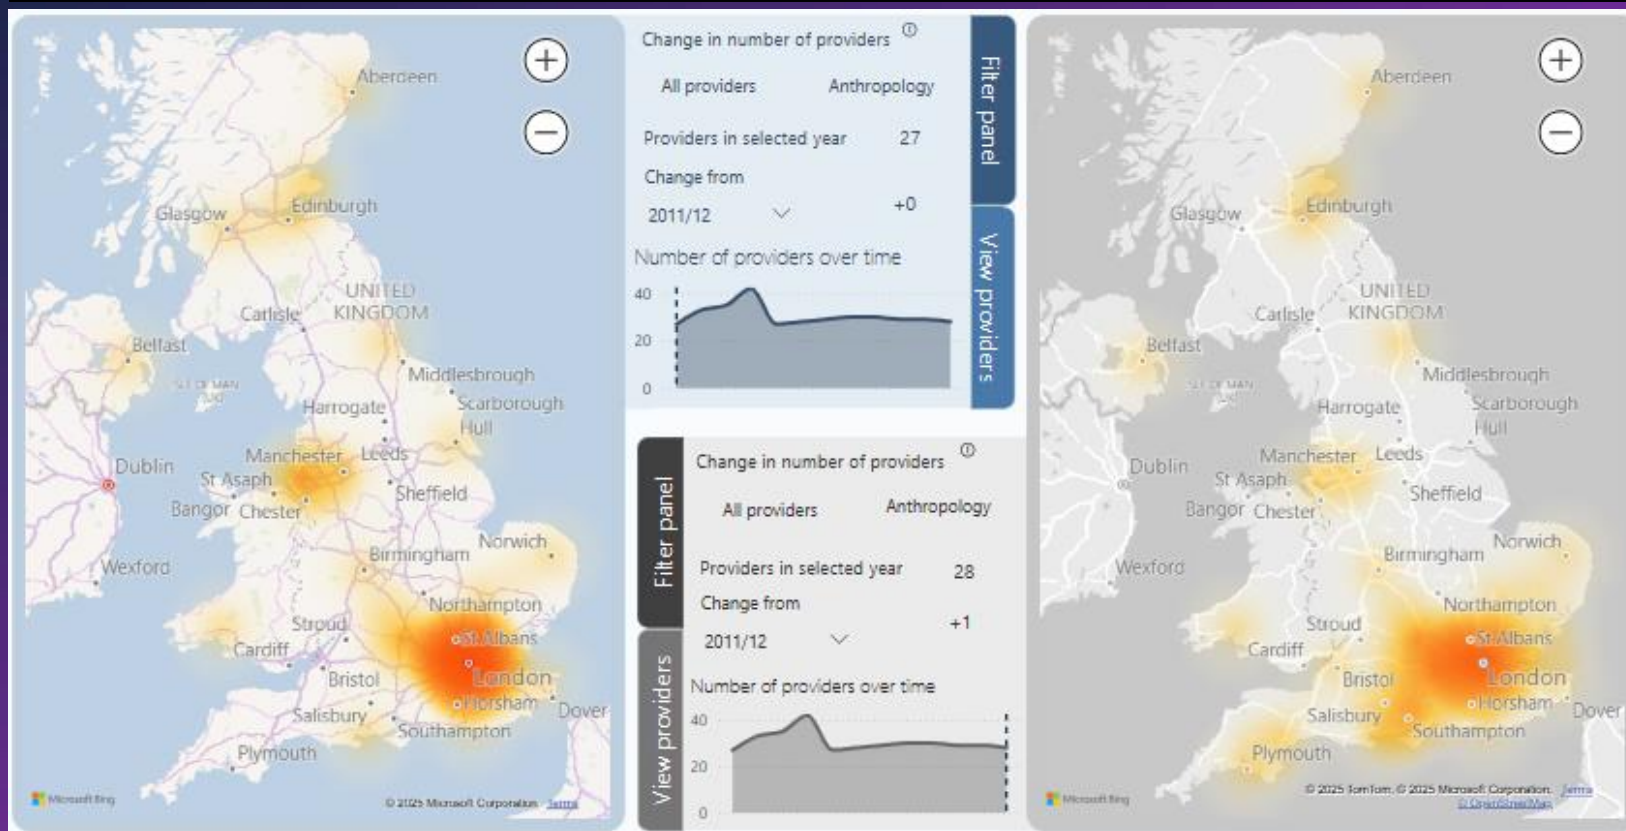 Aberdeen
Glasgow
Edinburgh
UNITED
KINGDOM
Carlisle
Belfast
Middlesbrough
Scarborough
Harrogate
Hull
Manchester
Leeds
Dublin
St Asaph
Sheffield
Bangor
Chester
Norwich
Birmingham
Wexford
Northampton
Stroud
St Albans
Cardiff
London
Bristol
Horsham
Dover
Salisbury
Southampton
Plymouth
Microsoft Bing
© 2025 Microsoft Corporation Terms
Change in number of providers
All providers
Anthropology
Providers in selected year
27
Change from
2011/12
+0
Number of providers over time
40
20
0
Filter panel
View providers
Filter panel
View providers
Change in number of providers
All providers
Anthropology
Providers in selected year
28
Change from
2011/12
+1
Number of providers over time
40
20
0
Aberdeen
Edinburgh
Glasgow
UNITED
KINGDOM
Carlisle
Belfast
Middlesbrough
Scarborough
Harrogate
Hull
Manchester
Leeds
Dublin
St Asaph
Sheffield
Bangor
Chester
Norwich
Birmingham
Wexford
Northampton
Stroud
St Albans
Cardiff
London
Bristol
Horsham
Dover
Salisbury
Southampton
Plymouth
Microsoft Bing
© 2025 TomTom, © 2025 Microsoft Corporation, Terms
© OpenStreetMap